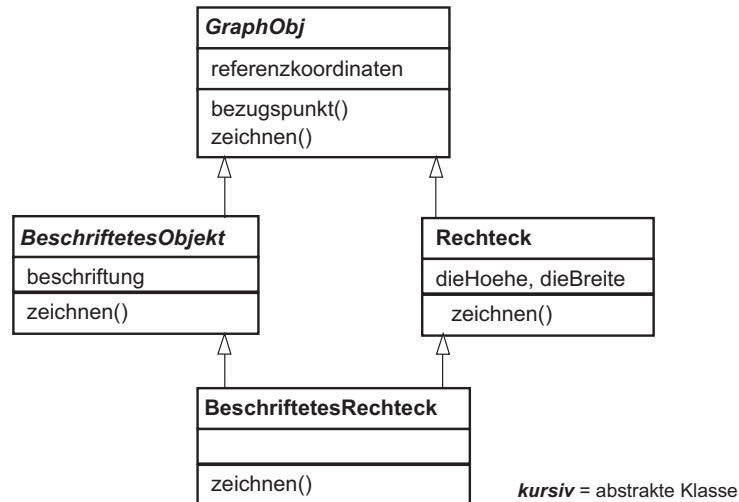 GraphObj
referenzkoordinaten
bezugspunkt()
zeichnen()
BeschriftetesObjekt
beschriftung
zeichnen()
Rechteck
dieHoehe, dieBreite
zeichnen()
BeschriftetesRechteck
zeichnen()
kursiv = abstrakte Klasse